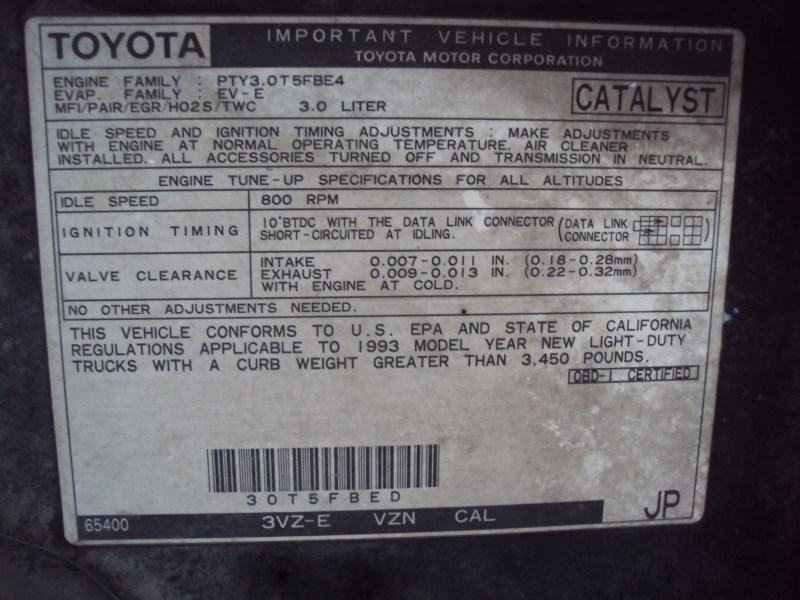 TOYOTA
IMPORTANT VEHICLE INFORMATION
TOYOTA MOTOR CORPORATION
ENGINE FAMILY : PTY3.0T5FBE4
EVAP. FAMILY : EV-E
MFI/PAIR/EGR/HO2S/TWC 3.0 LITER
CATALYST
IDLE SPEED AND IGNITION TIMING ADJUSTMENTS : MAKE ADJUSTMENTS
WITH ENGINE AT NORMAL OPERATING TEMPERATURE, AIR CLEANER
INSTALLED, ALL ACCESSORIES TURNED OFF AND TRANSMISSION IN NEUTRAL.
ENGINE TUNE-UP SPECIFICATIONS FOR ALL ALTITUDES
IDLE SPEED 800 RPM
IGNITION TIMING 10°BTDC WITH THE DATA LINK CONNECTOR (DATA LINK
SHORT-CIRCUITED AT IDLING. CONNECTOR )
VALVE CLEARANCE INTAKE 0.007-0.011 IN. (0.18-0.28mm)
EXHAUST 0.009-0.013 IN. (0.22-0.32mm)
WITH ENGINE AT COLD.
NO OTHER ADJUSTMENTS NEEDED.
THIS VEHICLE CONFORMS TO U.S. EPA AND STATE OF CALIFORNIA
REGULATIONS APPLICABLE TO 1993 MODEL YEAR NEW LIGHT-DUTY
TRUCKS WITH A CURB WEIGHT GREATER THAN 3,450 POUNDS.
OBD-I CERTIFIED
30T5FBED
JP
65400 3VZ-E VZN CAL